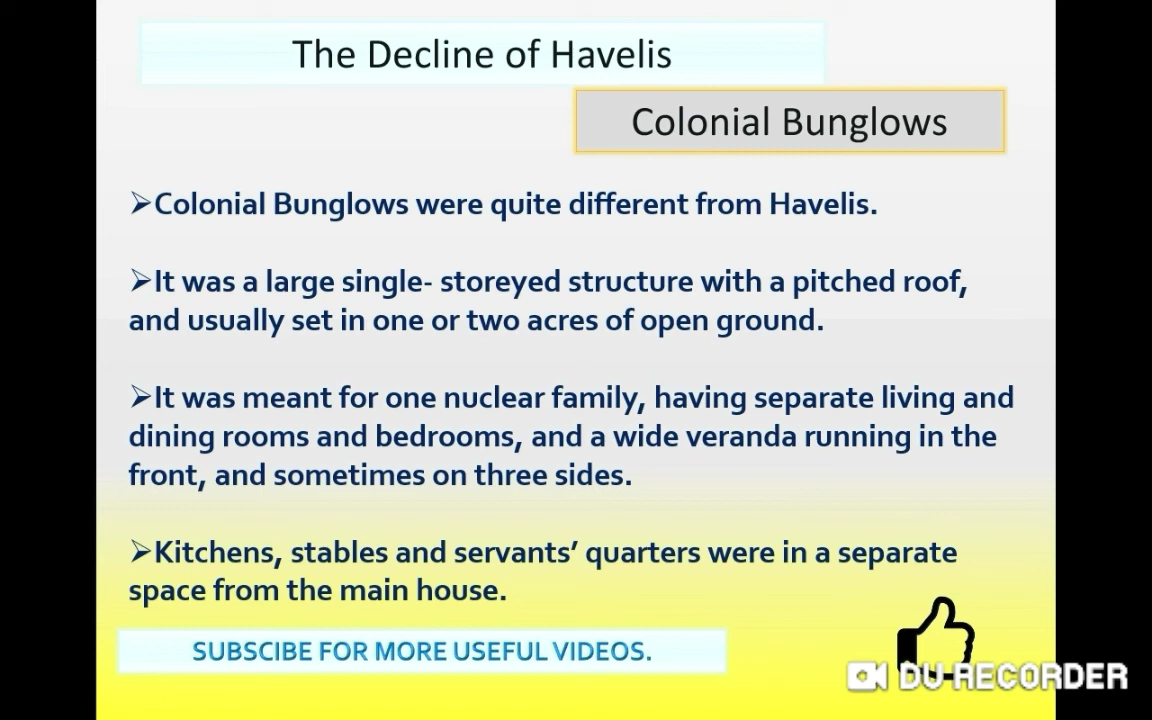 The Decline of Havelis
Colonial Bunglows
➢Colonial Bunglows were quite different from Havelis.
➢It was a large single- storeyed structure with a pitched roof,
and usually set in one or two acres of open ground.
➢It was meant for one nuclear family, having separate living and
dining rooms and bedrooms, and a wide veranda running in the
front, and sometimes on three sides.
➢Kitchens, stables and servants’ quarters were in a separate
space from the main house.
SUBSCIBE FOR MORE USEFUL VIDEOS.
DU RECORDER